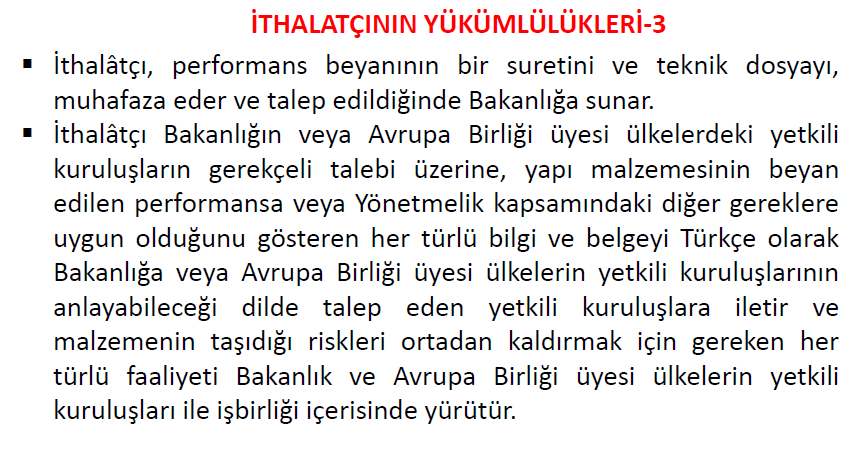 İTHALATÇININ YÜKÜMLÜLÜKLERİ-3
▪ İthalâtçı, performans beyanının bir suretini ve teknik dosyayı,
muhafaza eder ve talep edildiğinde Bakanlığa sunar.
▪ İthalâtçı Bakanlığın veya Avrupa Birliği üyesi ülkelerdeki yetkili
kuruluşların gerekçeli talebi üzerine, yapı malzemesinin beyan
edilen performansa veya Yönetmelik kapsamındaki diğer gereklere
uygun olduğunu gösteren her türlü bilgi ve belgeyi Türkçe olarak
Bakanlığa veya Avrupa Birliği üyesi ülkelerin yetkili kuruluşlarının
anlayabileceği dilde talep eden yetkili kuruluşlara iletir ve
malzemenin taşıdığı riskleri ortadan kaldırmak için gereken her
türlü faaliyeti Bakanlık ve Avrupa Birliği üyesi ülkelerin yetkili
kuruluşları ile işbirliği içerisinde yürütür.